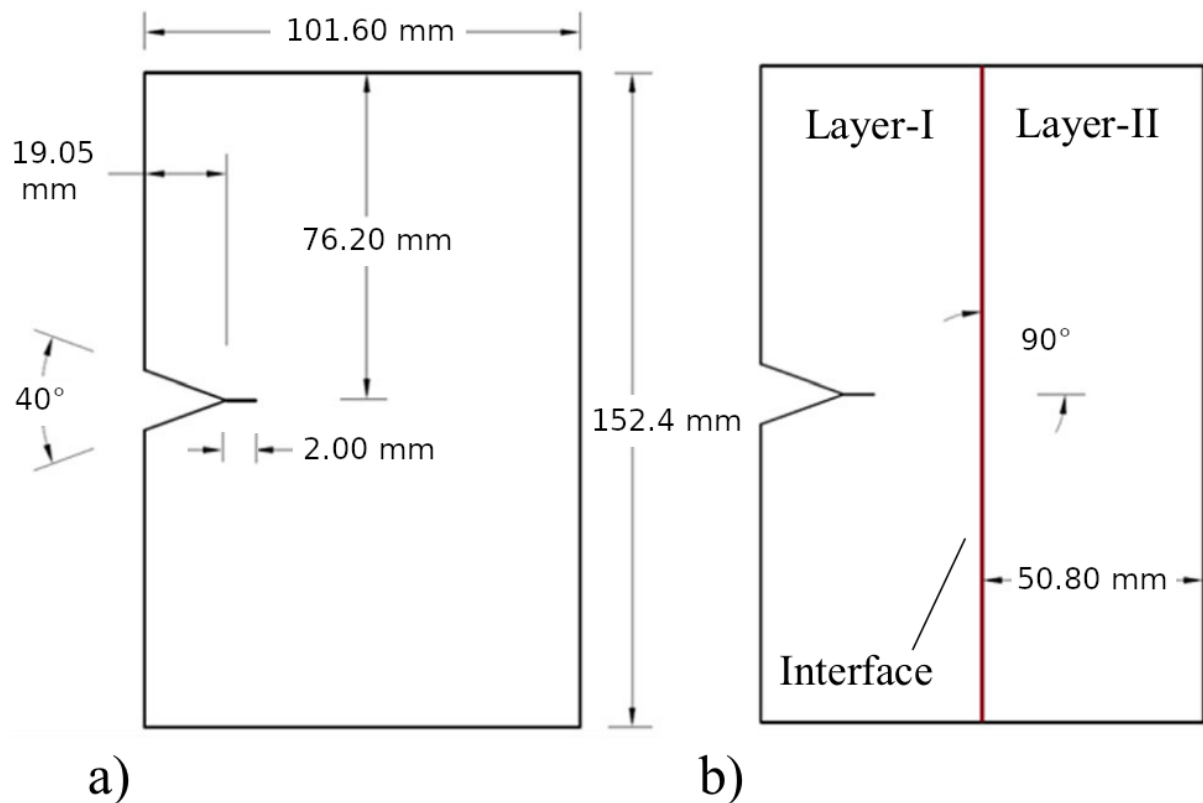 101.60 mm
19.05
mm
76.20 mm
40°
2.00 mm
152.4 mm
a)
Layer-I
Layer-II
90°
50.80 mm
Interface
b)